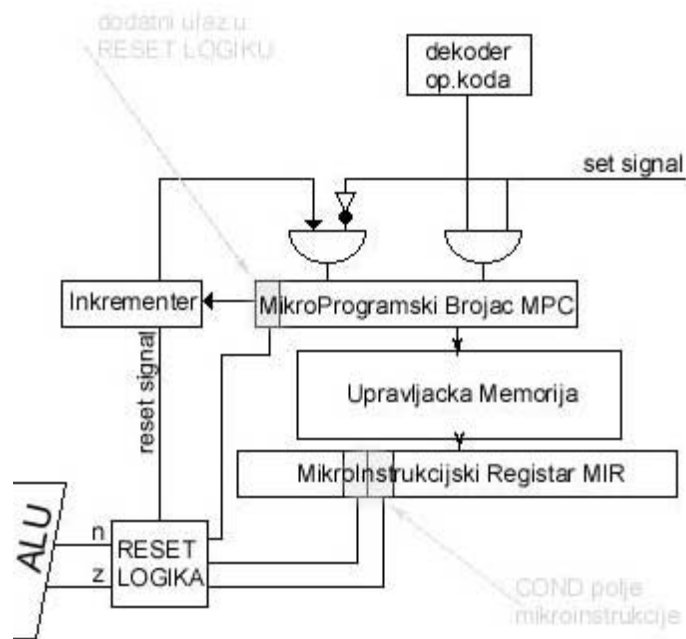 dodatni ulaz u
RESET LOGIKU
dekoder
op.koda
set signal
Inkrementer
MikroProgramski Brojac MPC
reset signal
Upravljacka Memorija
MikroInstrukcijski Registar MIR
ALU
n
z
RESET
LOGIKA
COND polje
mikroinstrukcije